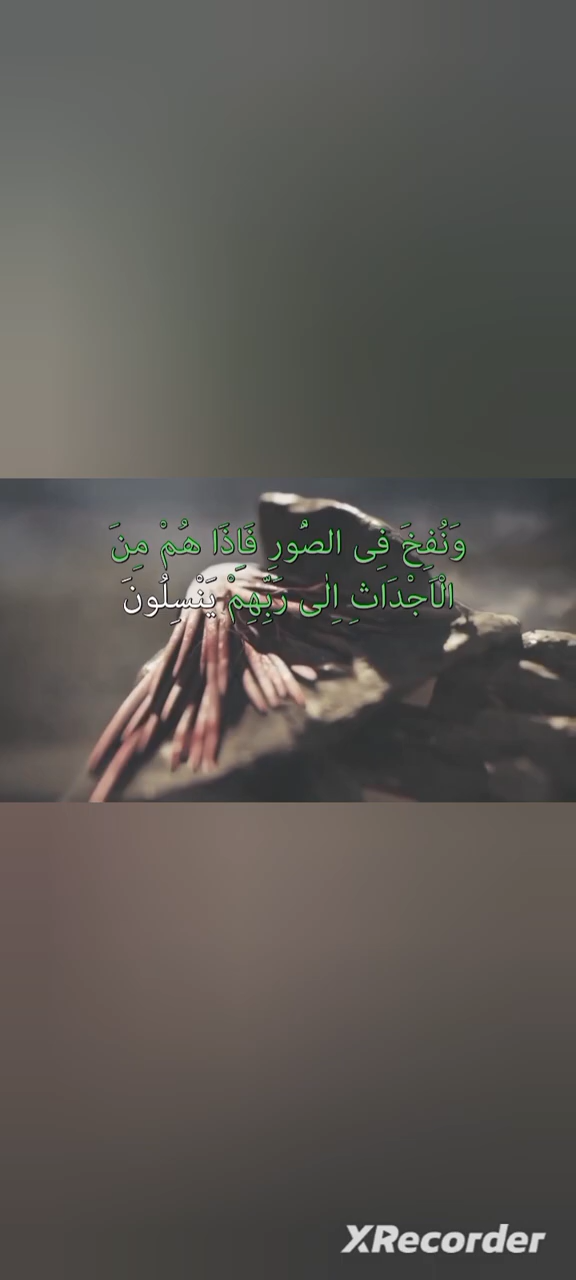 وَنُفِخَ فِى الصُّورِ فَاِذَا هُمْ مِنَ
الْاَجْدَاثِ اِلٰى رَبِّهِمْ يَنْسِلُونَ
XRecorder